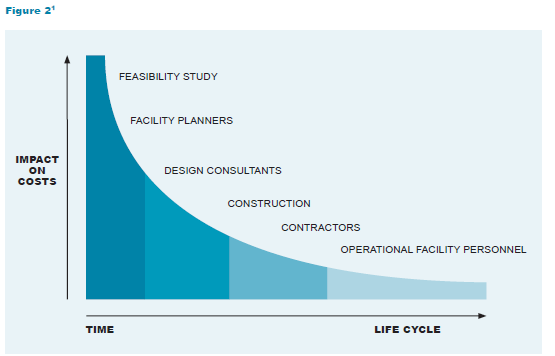 Figure 2¹
FEASIBILITY STUDY
FACILITY PLANNERS
IMPACT
ON
COSTS
DESIGN CONSULTANTS
CONSTRUCTION
CONTRACTORS
OPERATIONAL FACILITY PERSONNEL
TIME
LIFE CYCLE